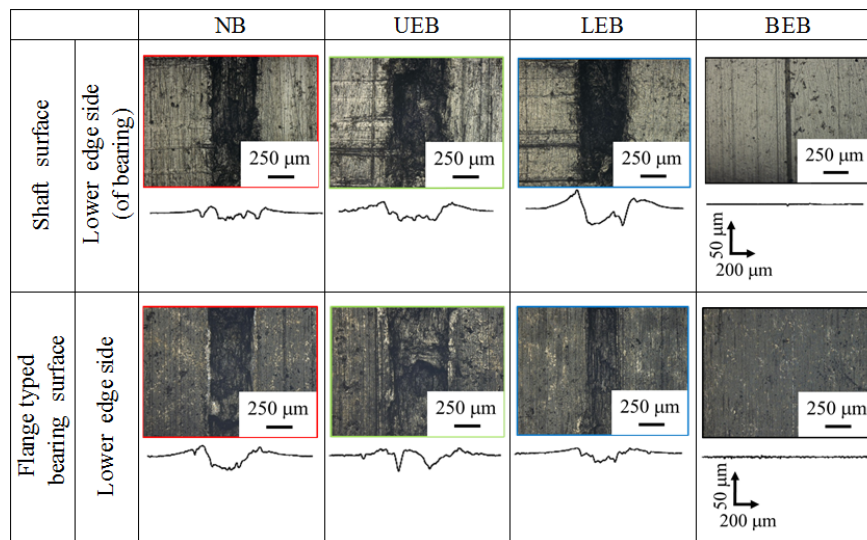 NB UEB LEB BEB
Shaft surface
Lower edge side
(of bearing)
250 μm
250 μm
250 μm
250 μm
50 μm
200 μm
Flange typed
bearing surface
Lower edge side
250 μm
250 μm
250 μm
250 μm
50 μm
200 μm